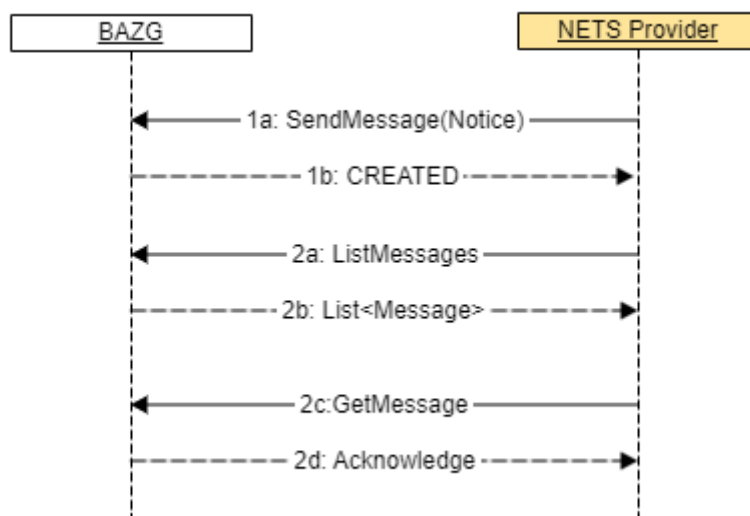 BAZG
NETS Provider
1a: SendMessage(Notice)
1b: CREATED
2a: ListMessages
2b: List<Message>
2c:GetMessage
2d: Acknowledge